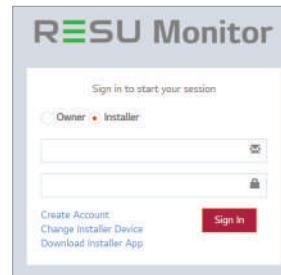 RESU Monitor
Sign in to start your session
Owner Installer
Create Account
Sign In
Change Installer Device
Download Installer App